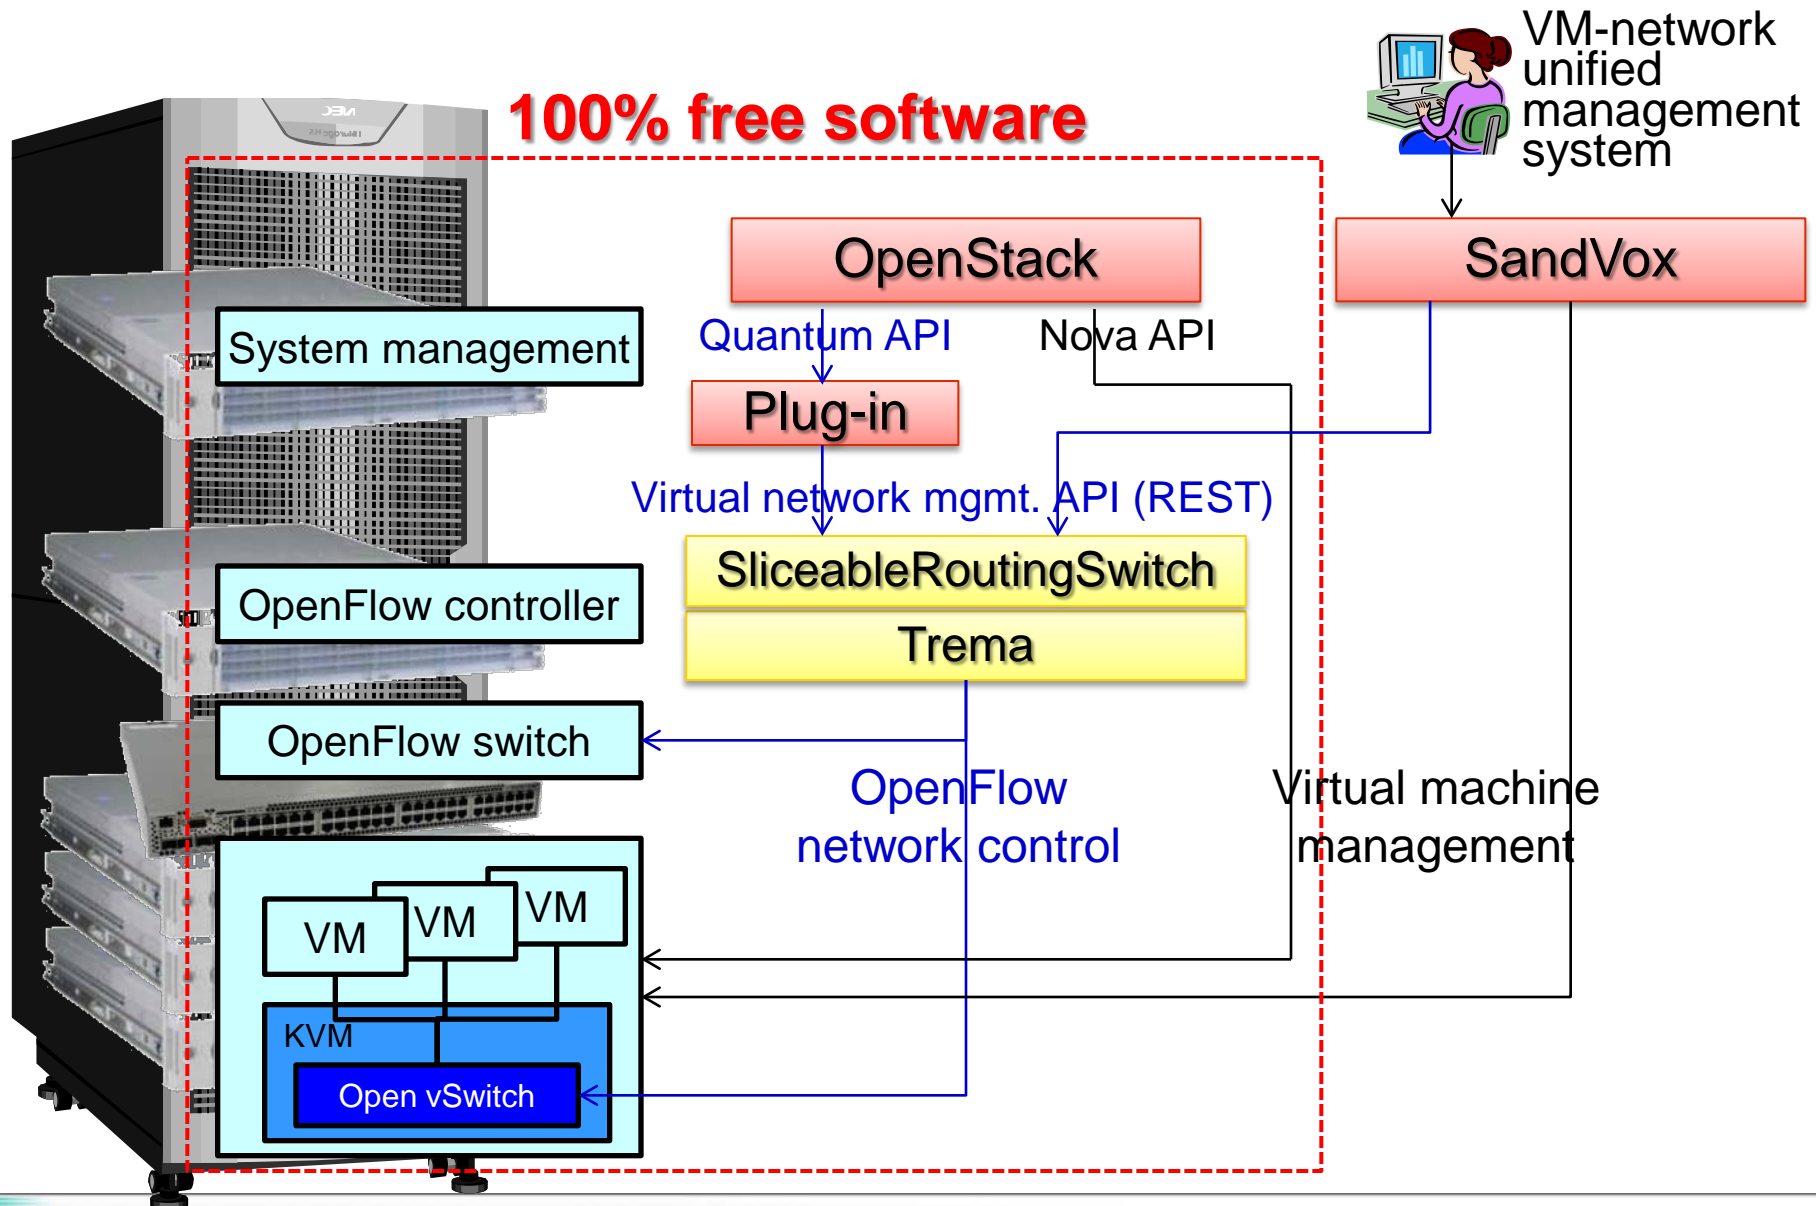 VM-network
unified
management
system
100% free software
NEC
OpenStack
SandVox
System management
Quantum API
Nova API
Plug-in
Virtual network mgmt. API (REST)
SliceableRoutingSwitch
OpenFlow controller
Trema
OpenFlow switch
OpenFlow
network control
Virtual machine
management
VM
VM
VM
KVM
Open vSwitch